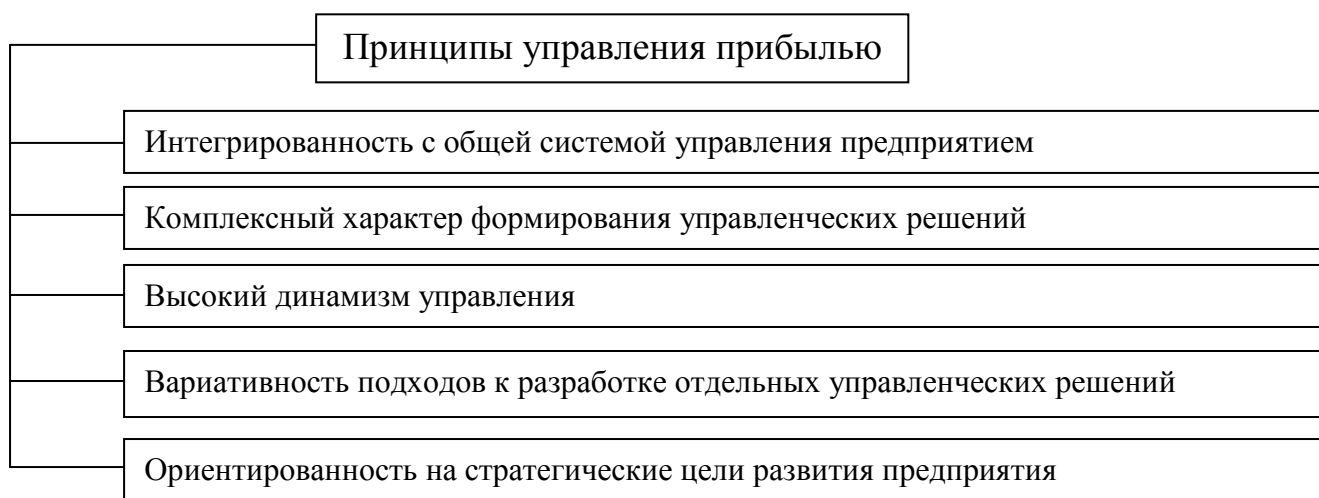 Принципы управления прибылью
Интегрированность с общей системой управления предприятием
Комплексный характер формирования управленческих решений
Высокий динамизм управления
Вариативность подходов к разработке отдельных управленческих решений
Ориентированность на стратегические цели развития предприятия